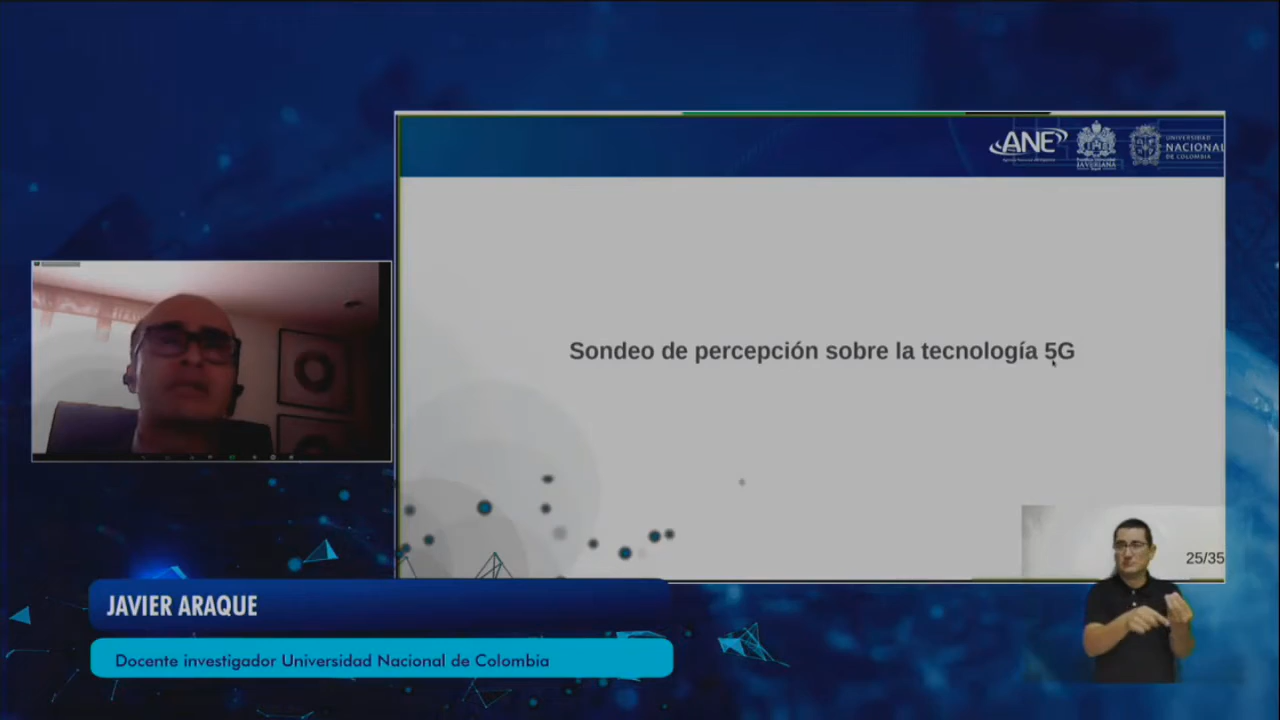 ANE
JAVERIANA
UNIVERSIDAD
NACIONAL
DE COLOMBIA
Sondeo de percepción sobre la tecnología 5G
25/35
JAVIER ARAQUE
Docente investigador Universidad Nacional de Colombia